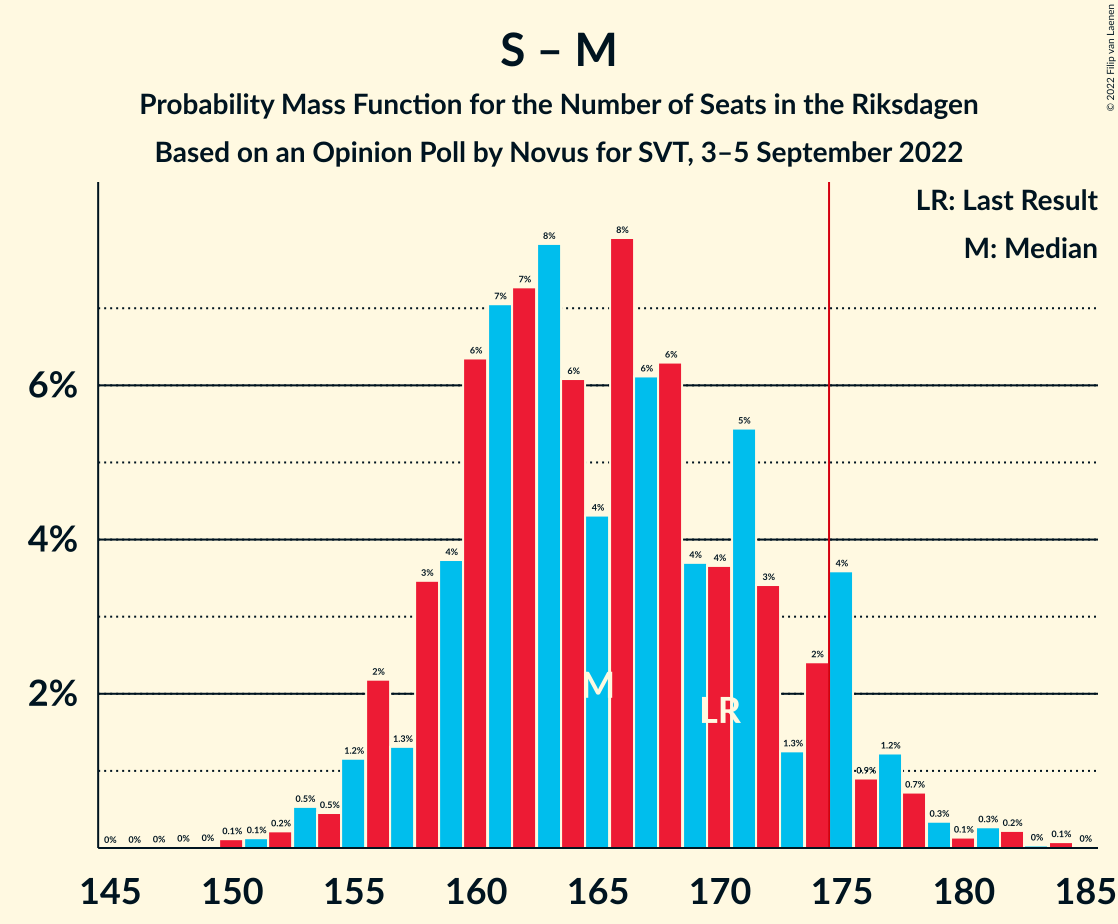 S – M
Probability Mass Function for the Number of Seats in the Riksdagen
Based on an Opinion Poll by Novus for SVT, 3–5 September 2022
© 2022 Filip van Laenen
LR: Last Result
M: Median
6%
4%
2%
0% 0% 0% 0% 0% 0.1% 0.1% 0.2% 0.5% 0.5% 1.2% 2% 1.3% 3% 4% 6% 7% 7% 8% 6% 4% 8% 6% 6% 4% 4% 5% 3% 1.3% 2% 4% 0.9% 1.2% 0.7% 0.3% 0.1% 0.3% 0.2% 0% 0.1% 0%
M
LR
145 150 155 160 165 170 175 180 185